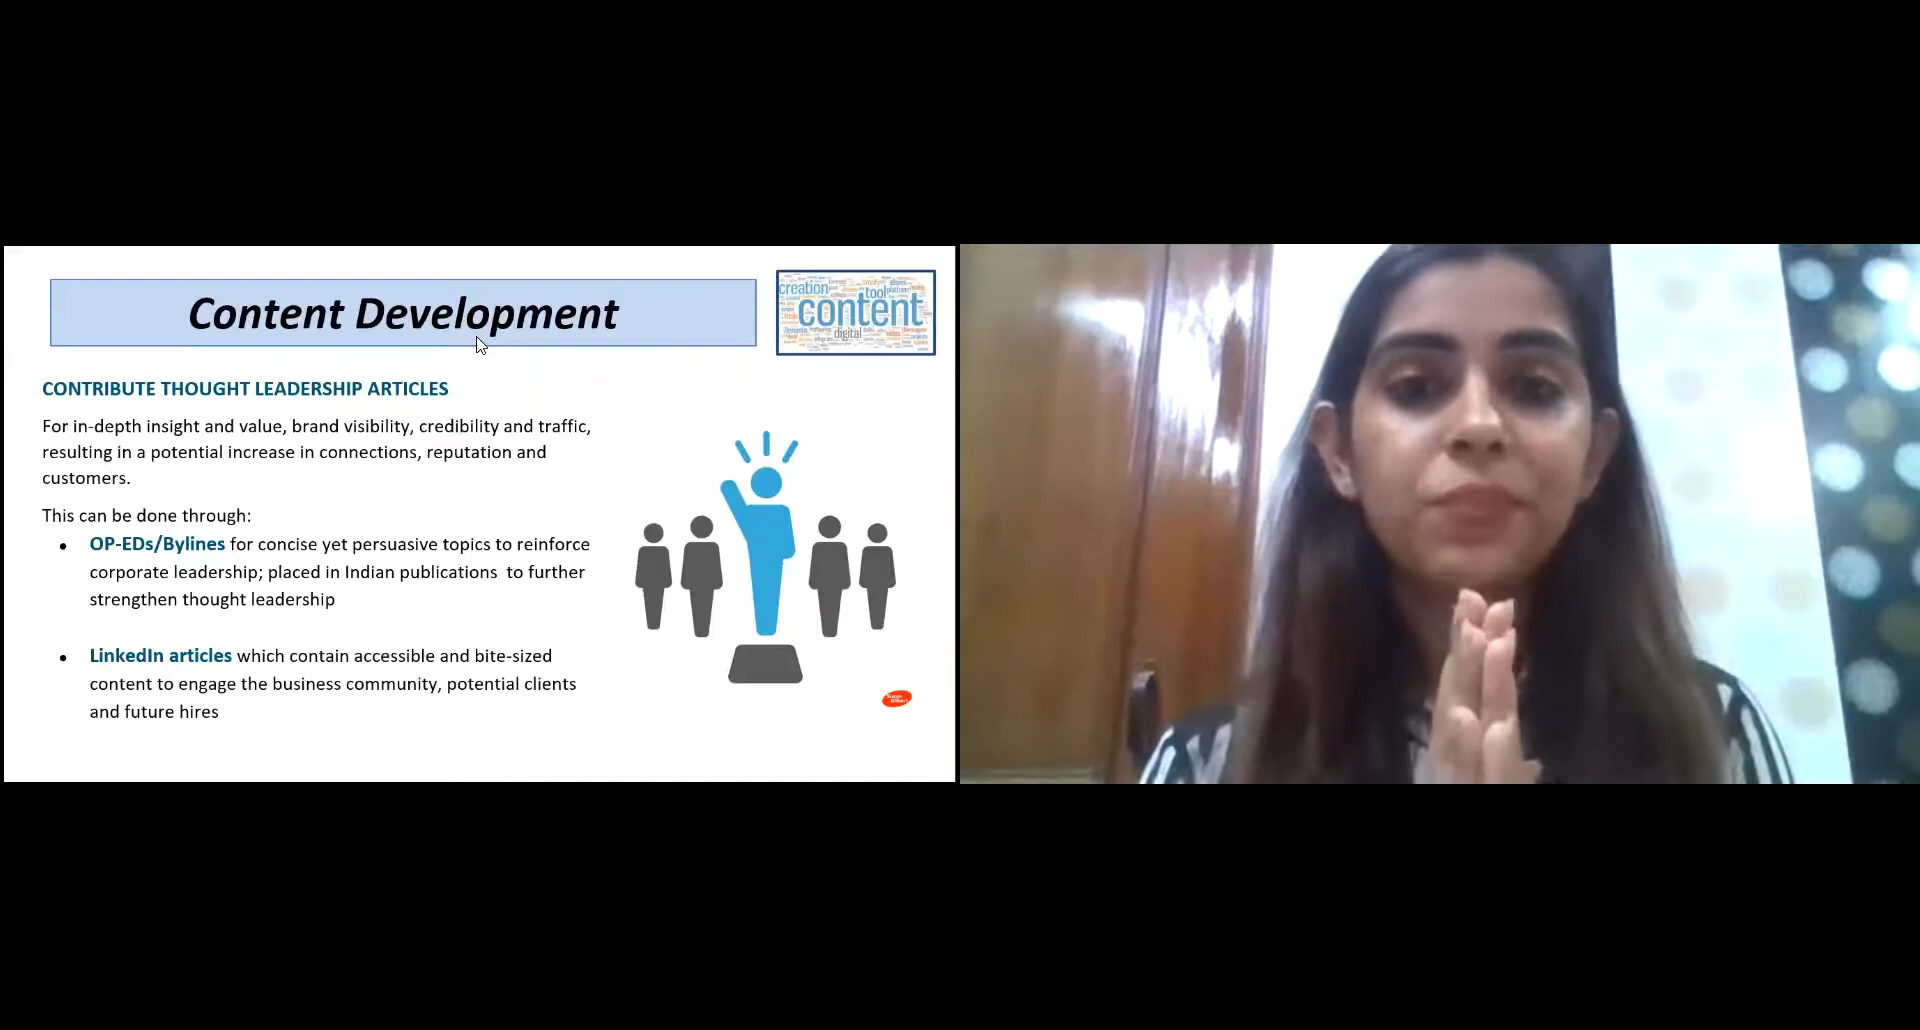 Content Development
creation
tool
content
digital
CONTRIBUTE THOUGHT LEADERSHIP ARTICLES
For in-depth insight and value, brand visibility, credibility and traffic,
resulting in a potential increase in connections, reputation and
customers.
This can be done through:
• OP-EDs/Bylines for concise yet persuasive topics to reinforce
corporate leadership; placed in Indian publications to further
strengthen thought leadership
• LinkedIn articles which contain accessible and bite-sized
content to engage the business community, potential clients
and future hires